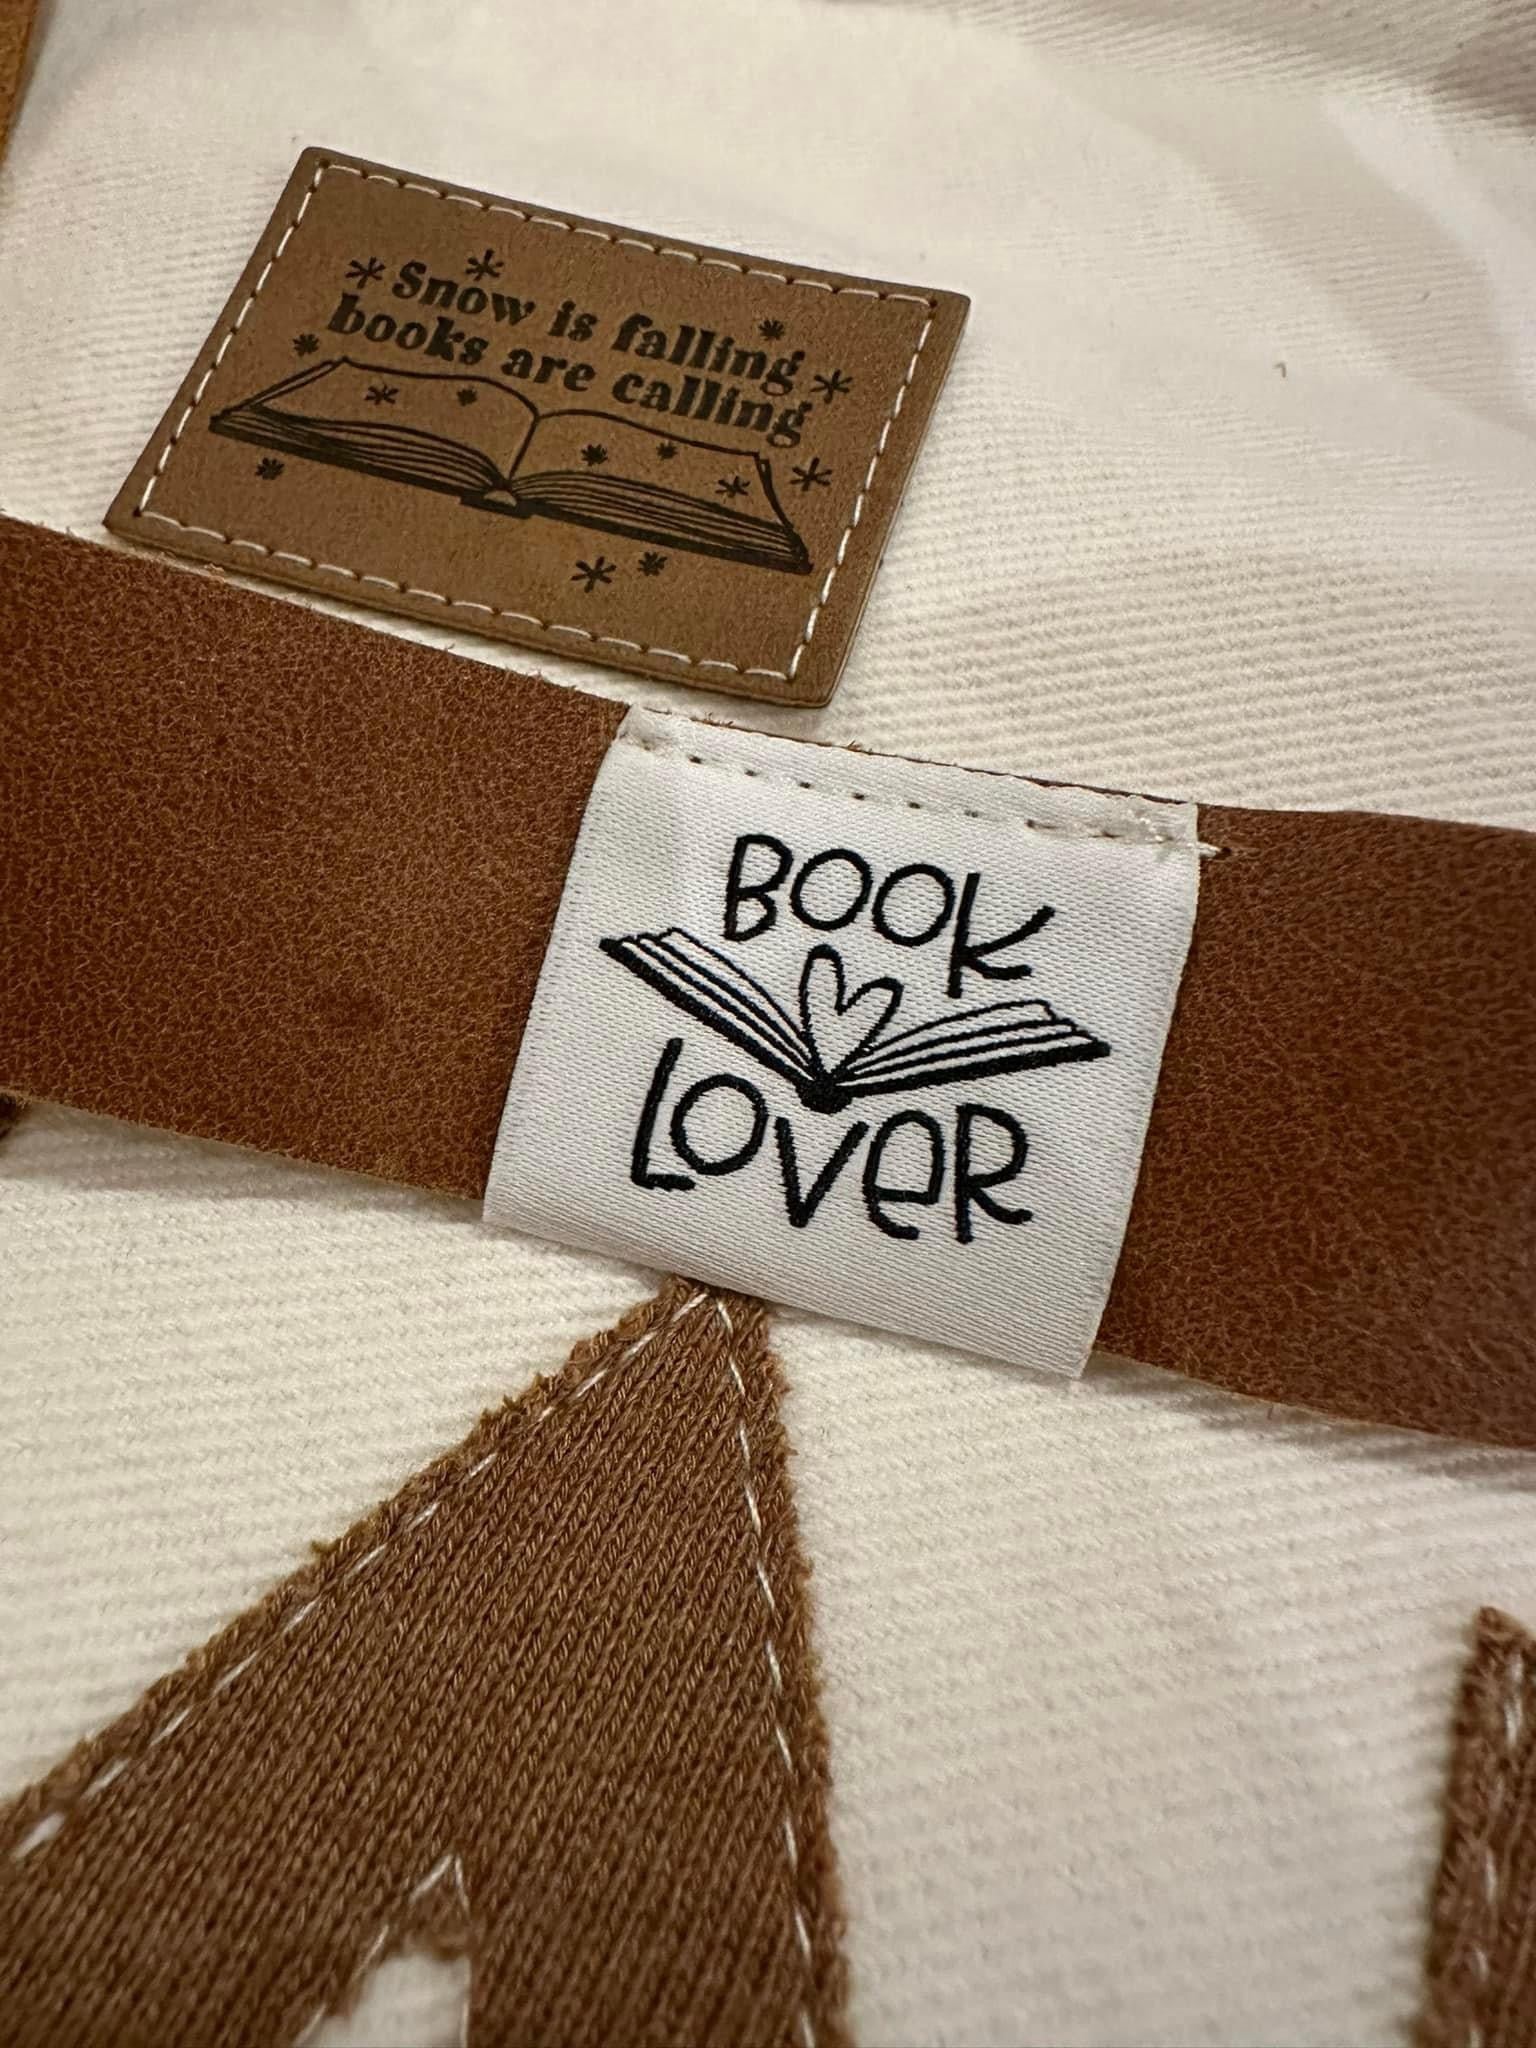 Snow is falling
books are calling
BOOK
LOVeR